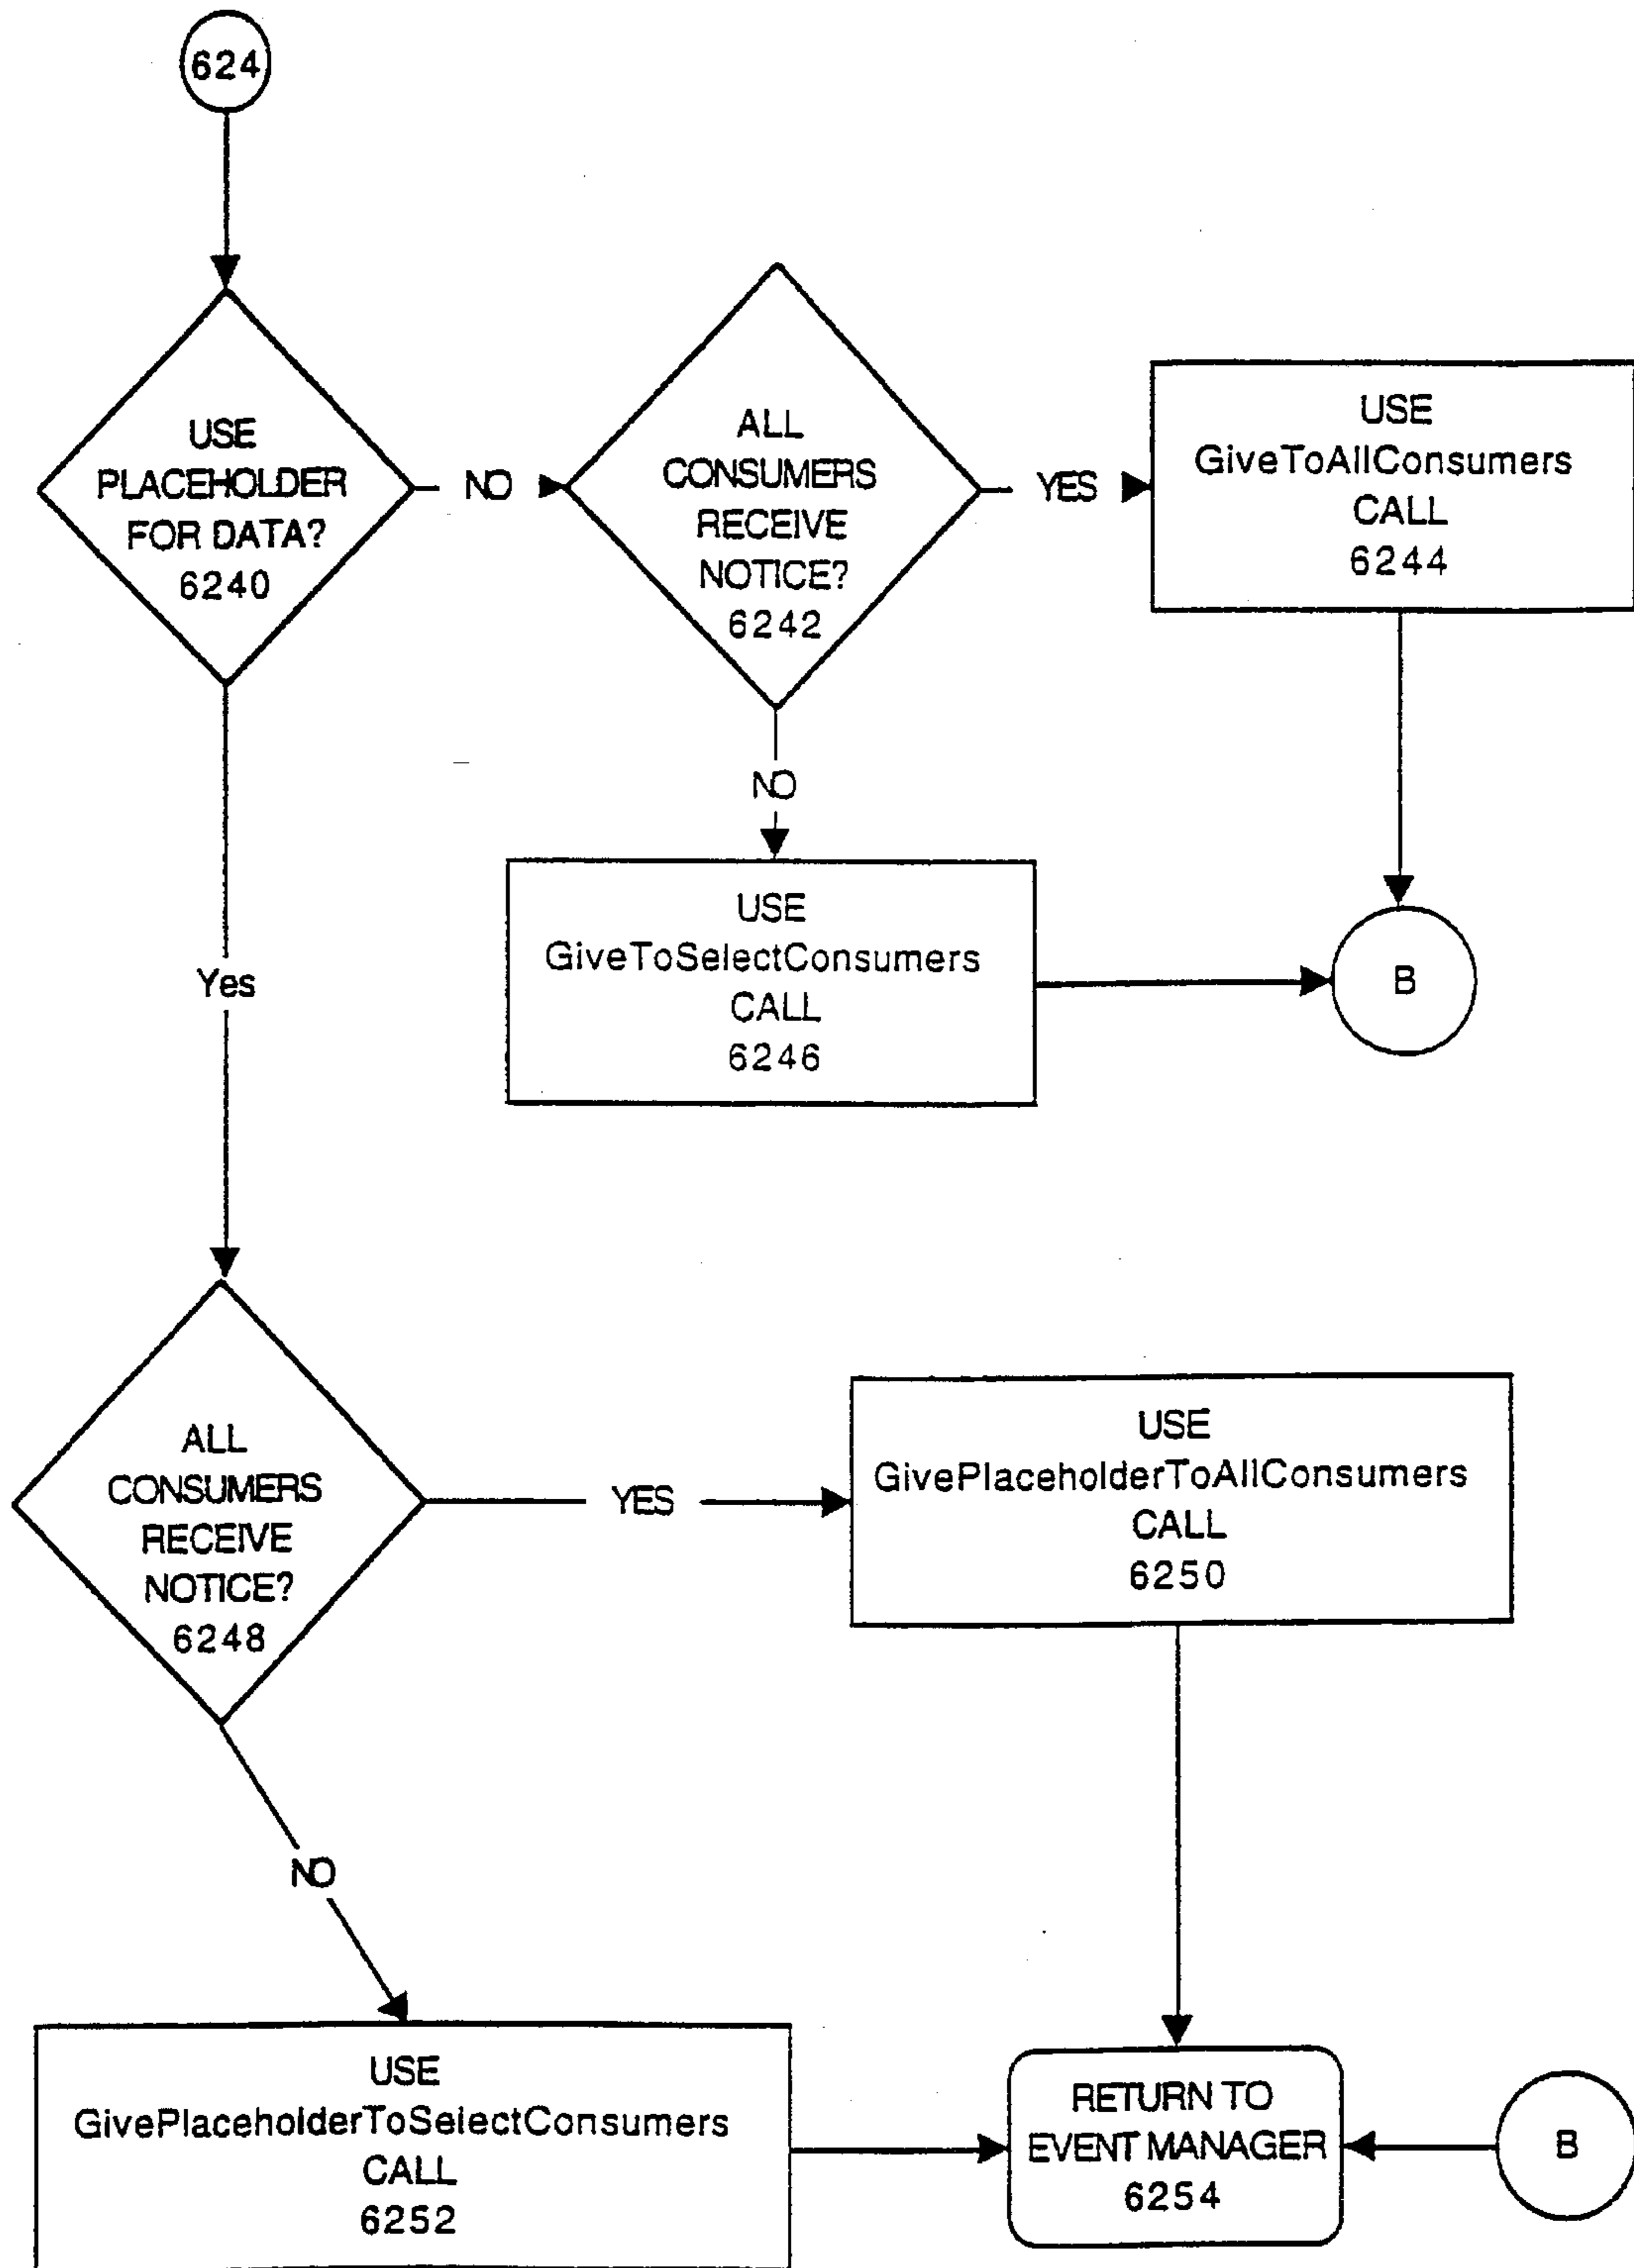 624
USE
PLACEHOLDER
FOR DATA?
6240
NO
ALL
CONSUMERS
RECEIVE
NOTICE?
6242
YES
USE
GiveToAllConsumers
CALL
6244
NO
USE
GiveToSelectConsumers
CALL
6246
B
Yes
ALL
CONSUMERS
RECEIVE
NOTICE?
6248
YES
USE
GivePlaceholderToAllConsumers
CALL
6250
NO
USE
GivePlaceholderToSelectConsumers
CALL
6252
RETURN TO
EVENT MANAGER
6254
B